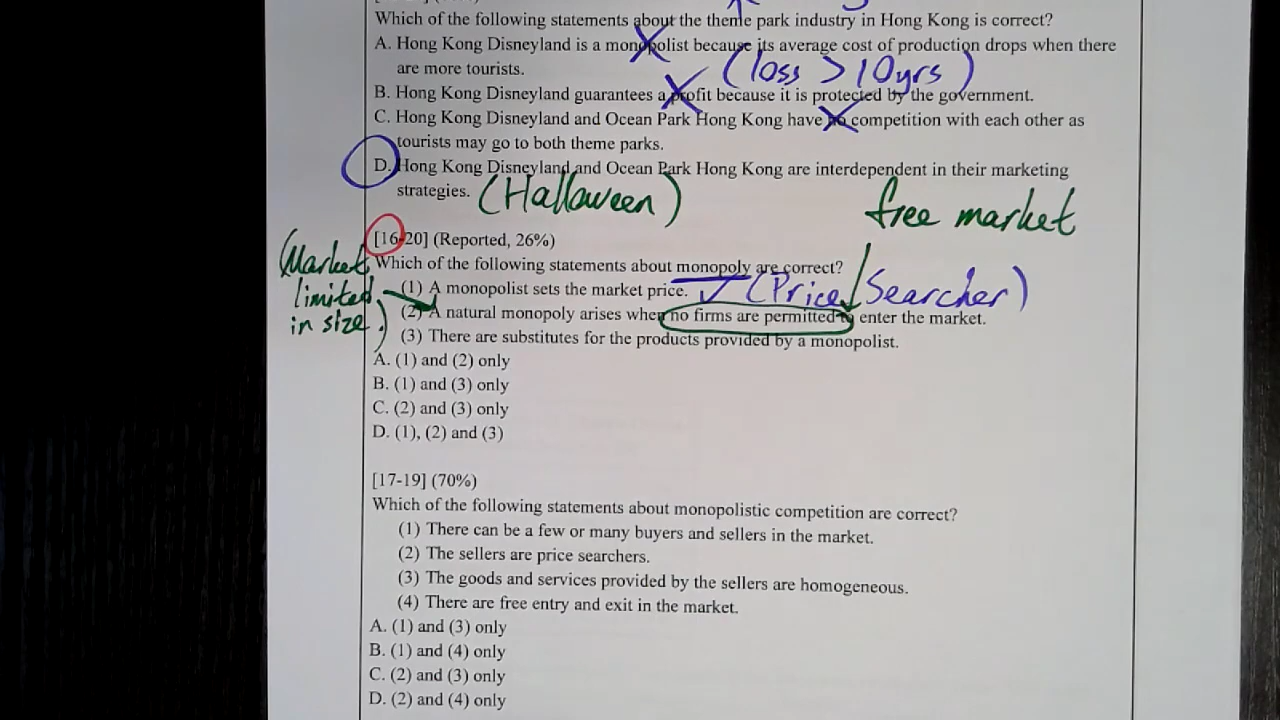 Which of the following statements about the theme park industry in Hong Kong is correct?
A. Hong Kong Disneyland is a monopolist because its average cost of production drops when there
are more tourists.
(loss > 10yrs)
B. Hong Kong Disneyland guarantees a profit because it is protected by the government.
C. Hong Kong Disneyland and Ocean Park Hong Kong have no competition with each other as
tourists may go to both theme parks.
D. Hong Kong Disneyland and Ocean Park Hong Kong are interdependent in their marketing
strategies. (Halloween)
free market
[16-20] (Reported, 26%)
(Market limited in size.)
Which of the following statements about monopoly are correct?
(1) A monopolist sets the market price. ✓ (Price Searcher)
(2) A natural monopoly arises when no firms are permitted to enter the market.
(3) There are substitutes for the products provided by a monopolist.
A. (1) and (2) only
B. (1) and (3) only
C. (2) and (3) only
D. (1), (2) and (3)
[17-19] (70%)
Which of the following statements about monopolistic competition are correct?
(1) There can be a few or many buyers and sellers in the market.
(2) The sellers are price searchers.
(3) The goods and services provided by the sellers are homogeneous.
(4) There are free entry and exit in the market.
A. (1) and (3) only
B. (1) and (4) only
C. (2) and (3) only
D. (2) and (4) only